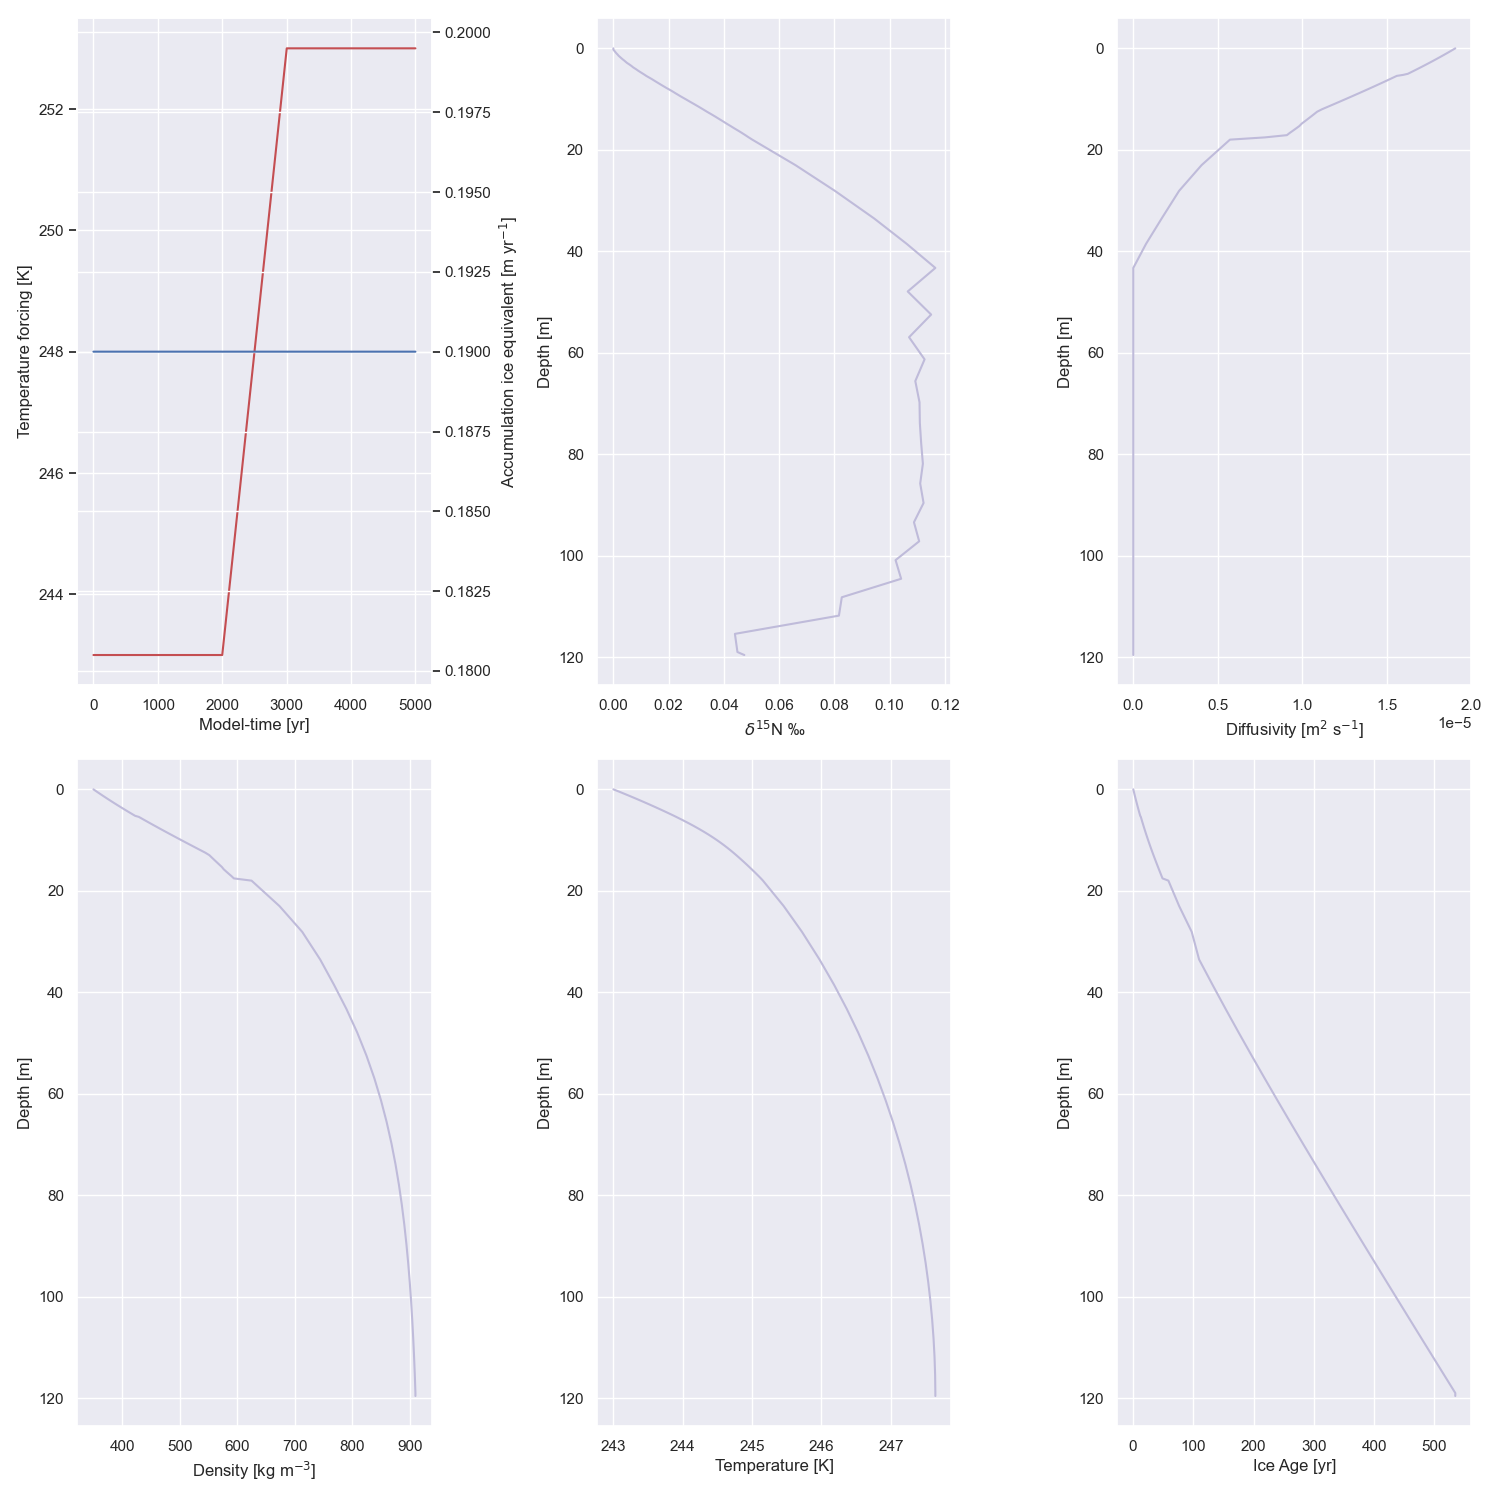 Temperature forcing [K]
252
250
248
246
244
0.2000
0.1975
0.1950
0.1925
0.1900
0.1875
0.1850
0.1825
0.1800
Accumulation ice equivalent [m yr⁻¹]
0 1000 2000 3000 4000 5000
Model-time [yr]
Depth [m]
0
20
40
60
80
100
120
0.00 0.02 0.04 0.06 0.08 0.10 0.12
δ¹⁵N ‰
Depth [m]
0
20
40
60
80
100
120
0.0 0.5 1.0 1.5 2.0
1e−5
Diffusivity [m² s⁻¹]
Depth [m]
0
20
40
60
80
100
120
400 500 600 700 800 900
Density [kg m⁻³]
Depth [m]
0
20
40
60
80
100
120
243 244 245 246 247
Temperature [K]
Depth [m]
0
20
40
60
80
100
120
0 100 200 300 400 500
Ice Age [yr]